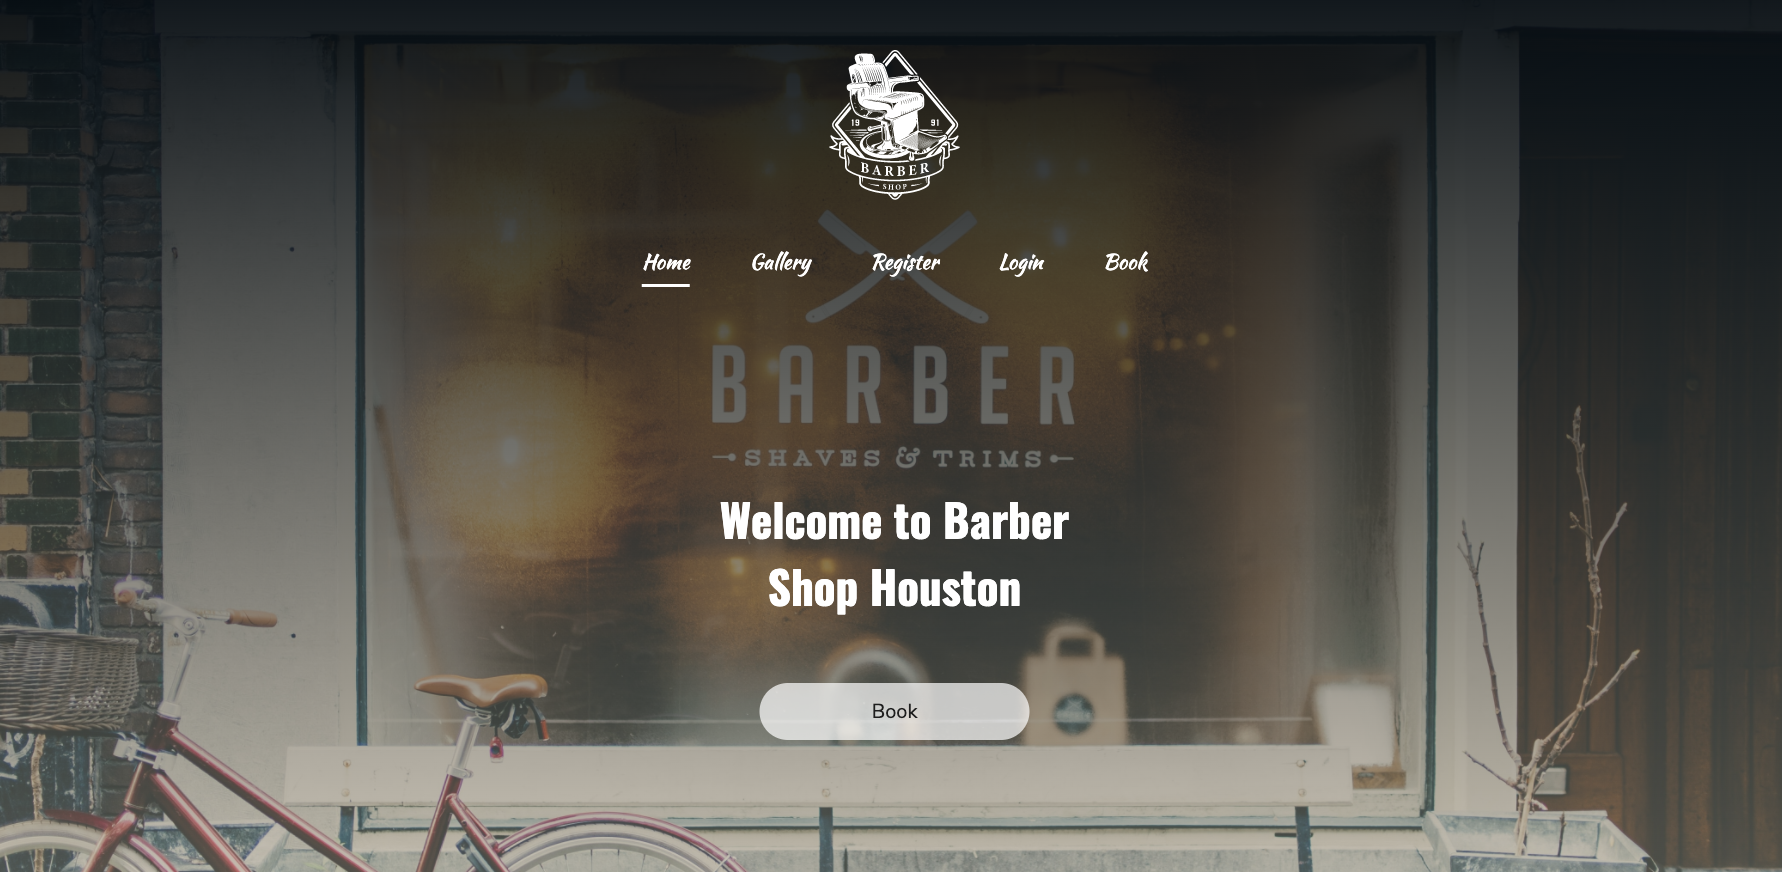 19 91
BARBER
SHOP
Home Gallery Register Login Book
BARBER
SHAVES & TRIMS
Welcome to Barber
Shop Houston
Book